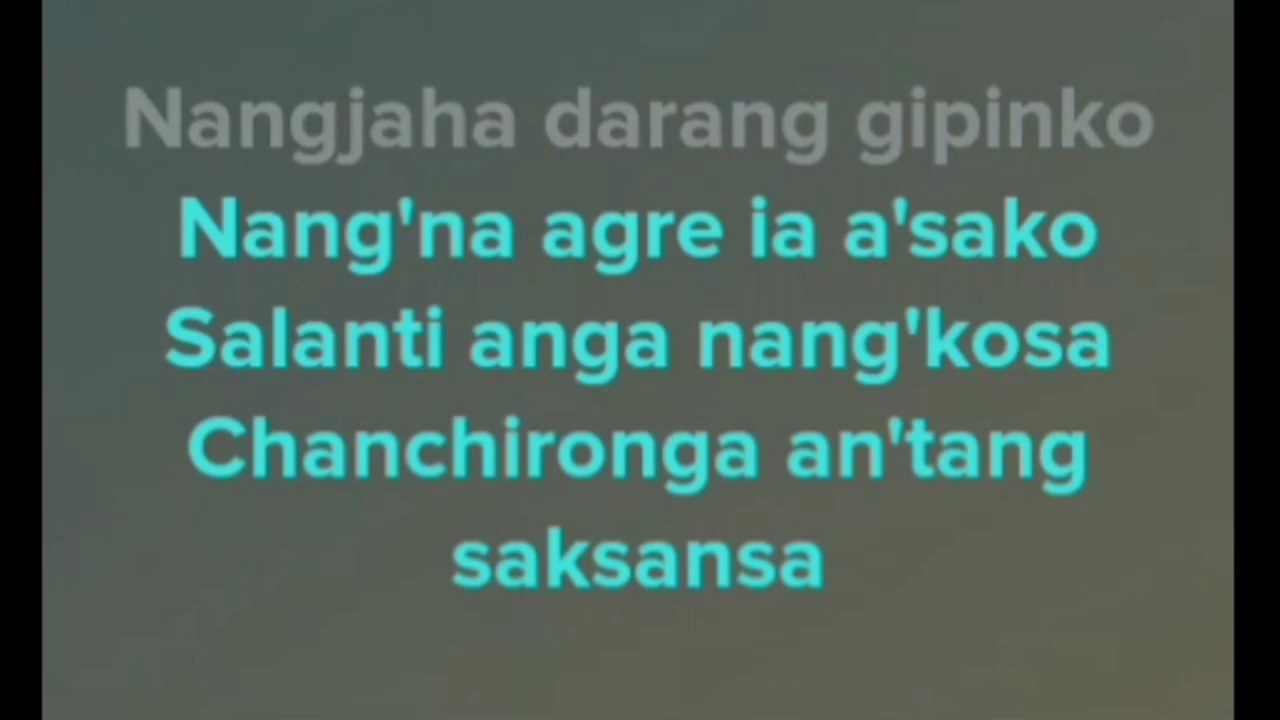 Nangjaha darang gipinko
Nang'na agre ia a'sako
Salanti anga nang'kosa
Chanchironga an'tang
saksansa